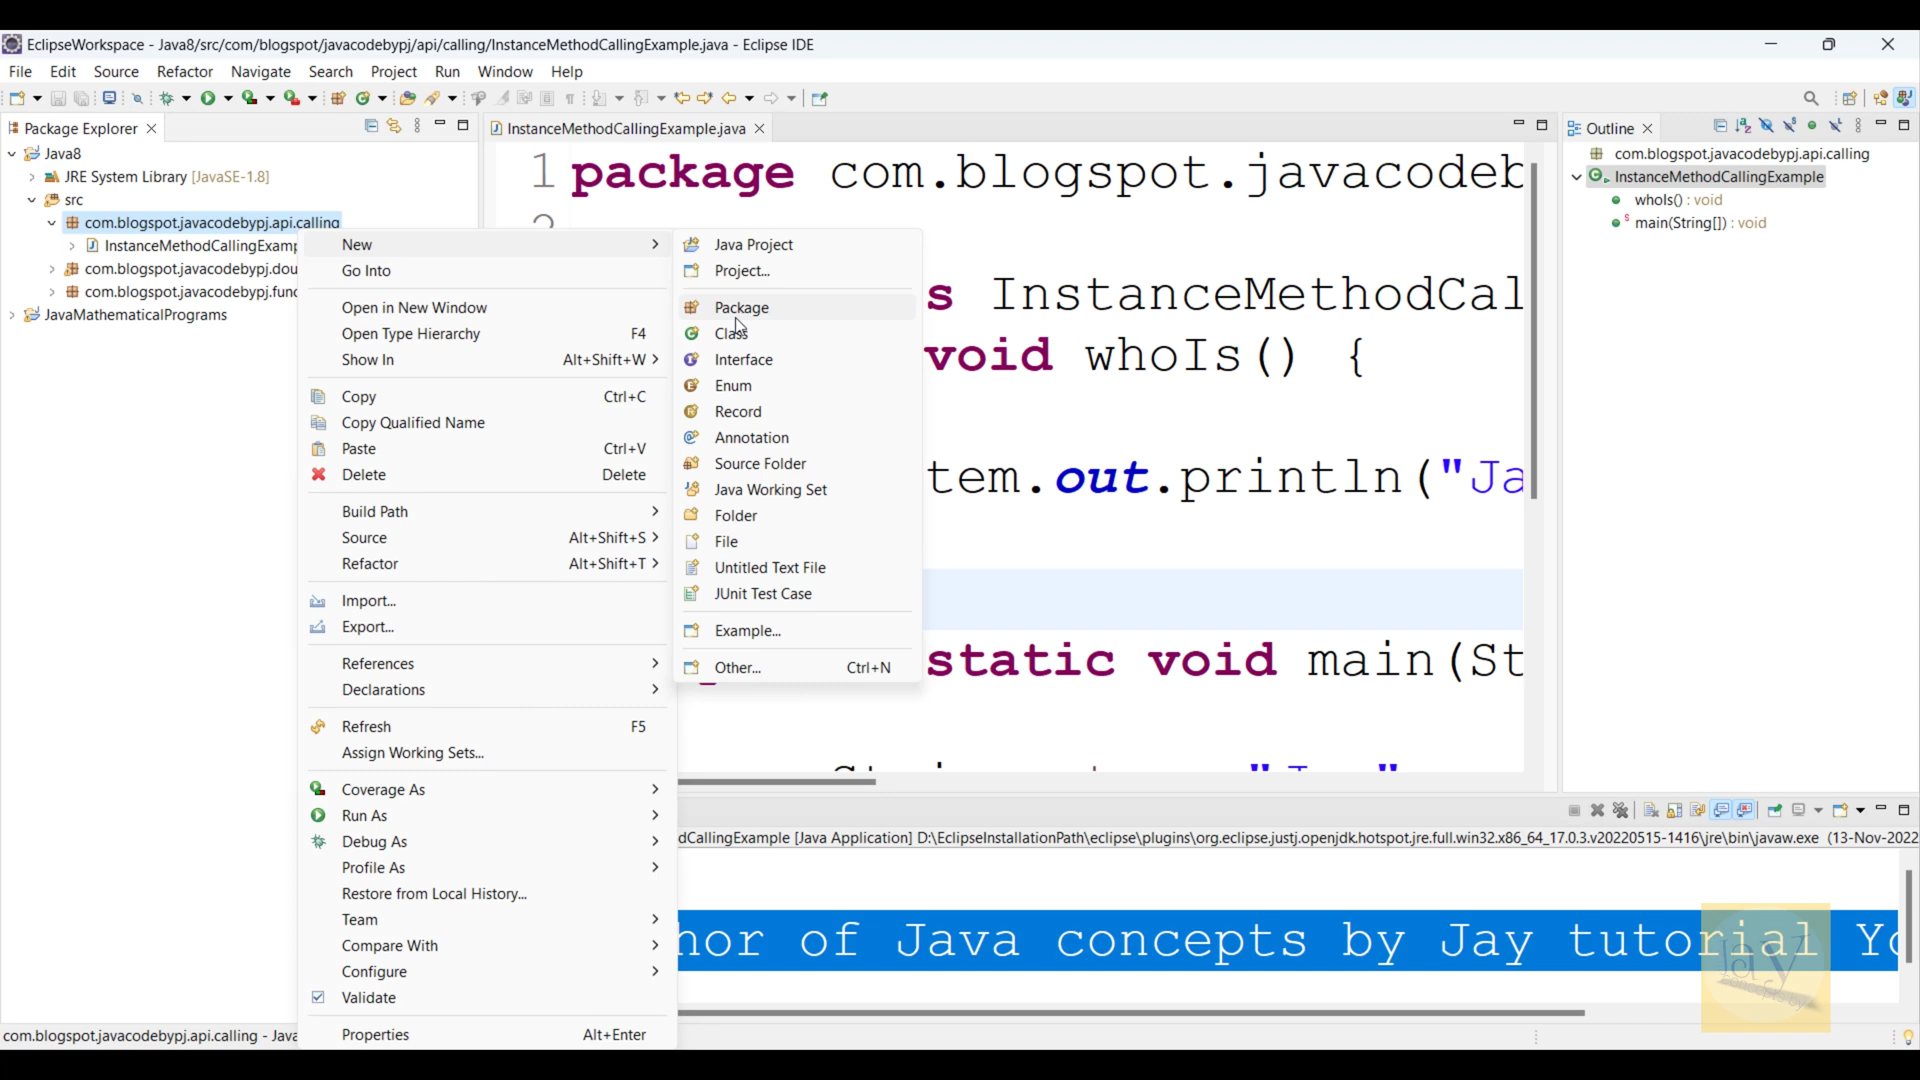 EclipseWorkspace - Java8/src/com/blogspot/javacodebypj/api/calling/InstanceMethodCallingExample.java - Eclipse IDE
File Edit Source Refactor Navigate Search Project Run Window Help
Package Explorer
Java8
JRE System Library [JavaSE-1.8]
src
com.blogspot.javacodebypj.api.calling
InstanceMethodCallingExamp
com.blogspot.javacodebypj.dou
com.blogspot.javacodebypj.func
JavaMathematicalPrograms
New
Go Into
Open in New Window
Open Type Hierarchy F4
Show In Alt+Shift+W
Copy Ctrl+C
Copy Qualified Name
Paste Ctrl+V
Delete Delete
Build Path
Source Alt+Shift+S
Refactor Alt+Shift+T
Import...
Export...
References
Declarations
Refresh F5
Assign Working Sets...
Coverage As
Run As
Debug As
Profile As
Restore from Local History...
Team
Compare With
Configure
Validate
Properties Alt+Enter
Java Project
Project...
Package
Class
Interface
Enum
Record
Annotation
Source Folder
Java Working Set
Folder
File
Untitled Text File
JUnit Test Case
Example...
Other... Ctrl+N
InstanceMethodCallingExample.java
1 package com.blogspot.javacodeb
s InstanceMethodCal
void whoIs() {
tem.out.println("Ja
static void main(St
Outline
com.blogspot.javacodebypj.api.calling
InstanceMethodCallingExample
whoIs() : void
main(String[]) : void
dCallingExample [Java Application] D:\EclipseInstallationPath\eclipse\plugins\org.eclipse.justj.openjdk.hotspot.jre.full.win32.x86_64_17.0.3.v20220515-1416\jre\bin\javaw.exe (13-Nov-2022
hor of Java concepts by Jay tutorial Yo
com.blogspot.javacodebypj.api.calling - Java